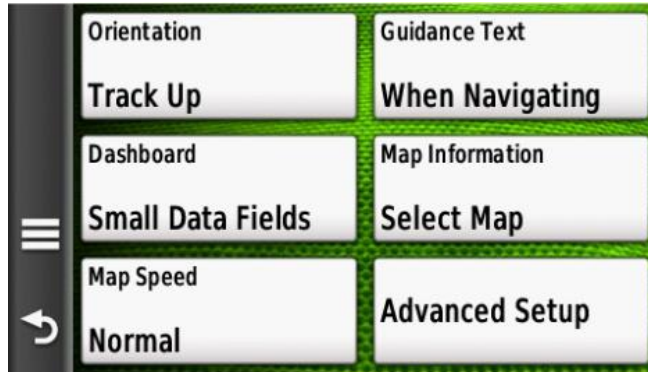 Orientation
Track Up
Guidance Text
When Navigating
Dashboard
Small Data Fields
Map Information
Select Map
Map Speed
Normal
Advanced Setup